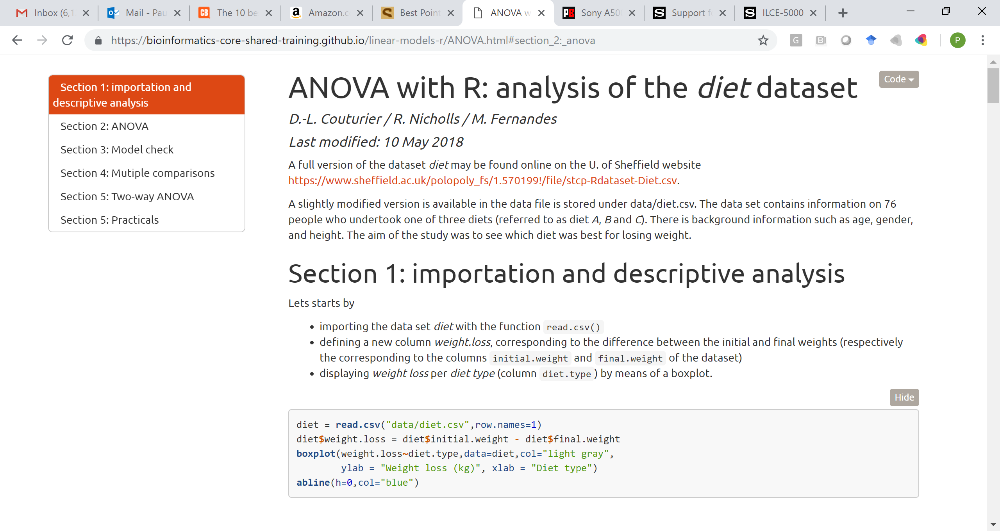 Inbox (6,1
Mail - Pau
The 10 be
Amazon.c
Best Point
ANOVA w
Sony A50
Support f
ILCE-5000
https://bioinformatics-core-shared-training.github.io/linear-models-r/ANOVA.html#section_2:_anova
Section 1: importation and
descriptive analysis
Section 2: ANOVA
Section 3: Model check
Section 4: Mutiple comparisons
Section 5: Two-way ANOVA
Section 5: Practicals
ANOVA with R: analysis of the diet dataset
Code
D.-L. Couturier / R. Nicholls / M. Fernandes
Last modified: 10 May 2018
A full version of the dataset diet may be found online on the U. of Sheffield website
https://www.sheffield.ac.uk/polopoly_fs/1.570199!/file/stcp-Rdataset-Diet.csv.
A slightly modified version is available in the data file is stored under data/diet.csv. The data set contains information on 76
people who undertook one of three diets (referred to as diet A, B and C). There is background information such as age, gender,
and height. The aim of the study was to see which diet was best for losing weight.
Section 1: importation and descriptive analysis
Lets starts by
• importing the data set diet with the function read.csv()
• defining a new column weight.loss, corresponding to the difference between the initial and final weights (respectively
the corresponding to the columns initial.weight and final.weight of the dataset)
• displaying weight loss per diet type (column diet.type) by means of a boxplot.
Hide
diet = read.csv("data/diet.csv",row.names=1)
diet$weight.loss = diet$initial.weight - diet$final.weight
boxplot(weight.loss~diet.type,data=diet,col="light gray",
ylab = "Weight loss (kg)", xlab = "Diet type")
abline(h=0,col="blue")